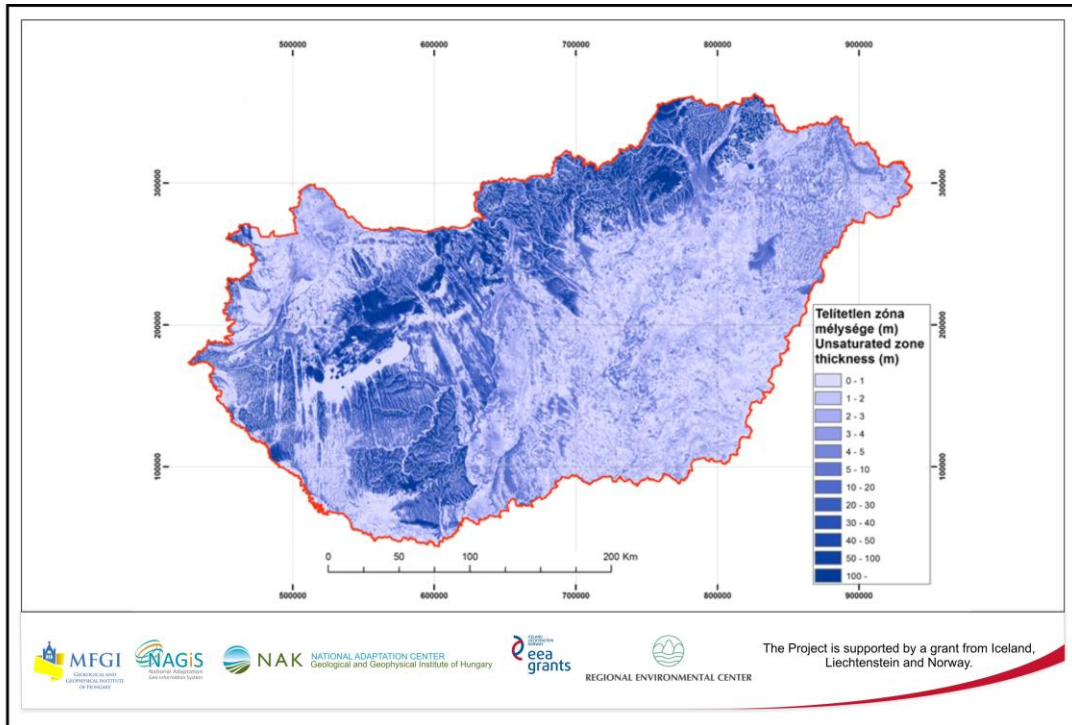 500000 600000 700000 800000 900000
300000 300000
200000 200000
100000 100000
Telítetlen zóna
mélysége (m)
Unsaturated zone
thickness (m)
0 - 1
1 - 2
2 - 3
3 - 4
4 - 5
5 - 10
10 - 20
20 - 30
30 - 40
40 - 50
50 - 100
100 -
0 50 100 200 Km
500000 600000 700000 800000 900000
MFGI
GEOLOGICAL AND
GEOPHYSICAL INSTITUTE
OF HUNGARY
NAGiS
National Adaptation
Geo-information System
NAK
NATIONAL ADAPTATION CENTER
Geological and Geophysical Institute of Hungary
ICELAND
LIECHTENSTEIN
NORWAY
eea
grants
REGIONAL ENVIRONMENTAL CENTER
The Project is supported by a grant from Iceland,
Liechtenstein and Norway.